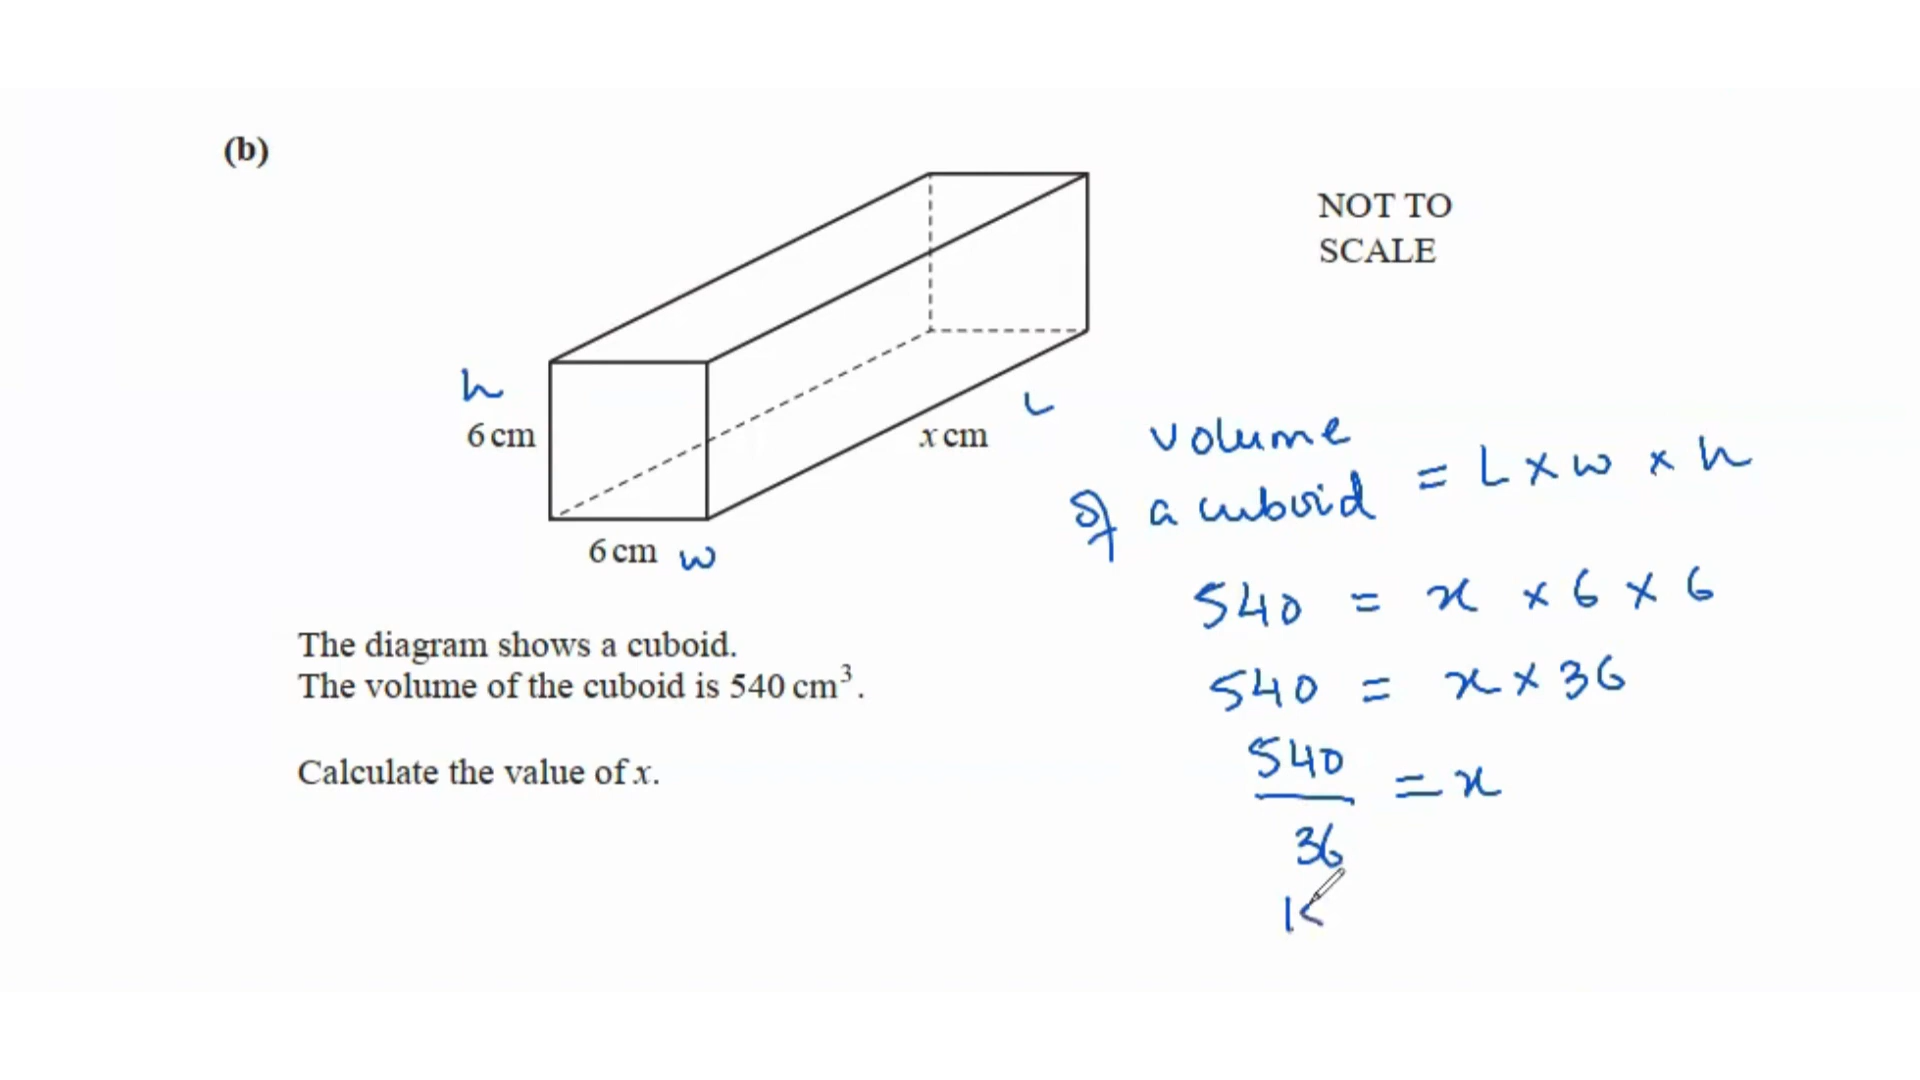 (b)
NOT TO
SCALE
h
6 cm
x cm
L
6 cm w
volume
of a cuboid = L × w × h
540 = x × 6 × 6
The diagram shows a cuboid.
The volume of the cuboid is 540 cm³.
540 = x × 36
Calculate the value of x.
540
36
= x